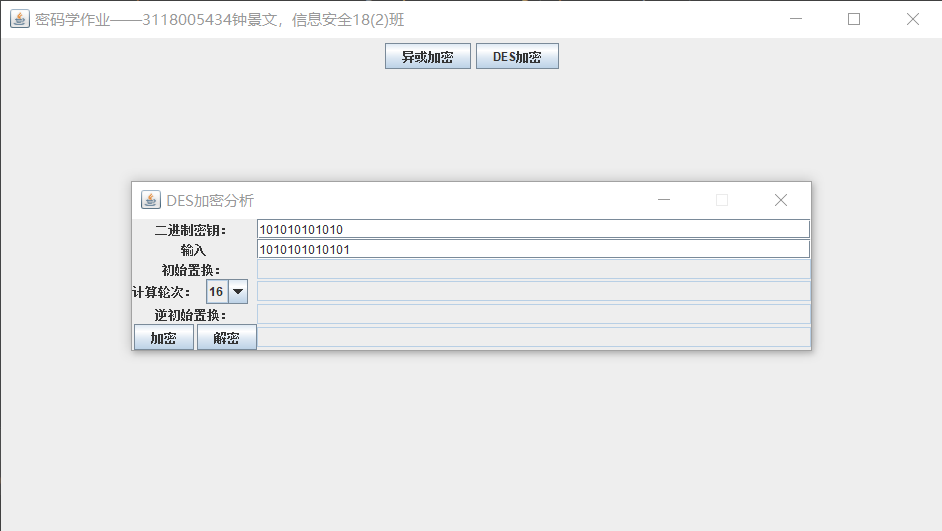 密码学作业——3118005434钟景文，信息安全18(2)班
异或加密 DES加密
DES加密分析
二进制密钥： 101010101010
输入 1010101010101
初始置换：
计算轮次： 16
逆初始置换：
加密 解密